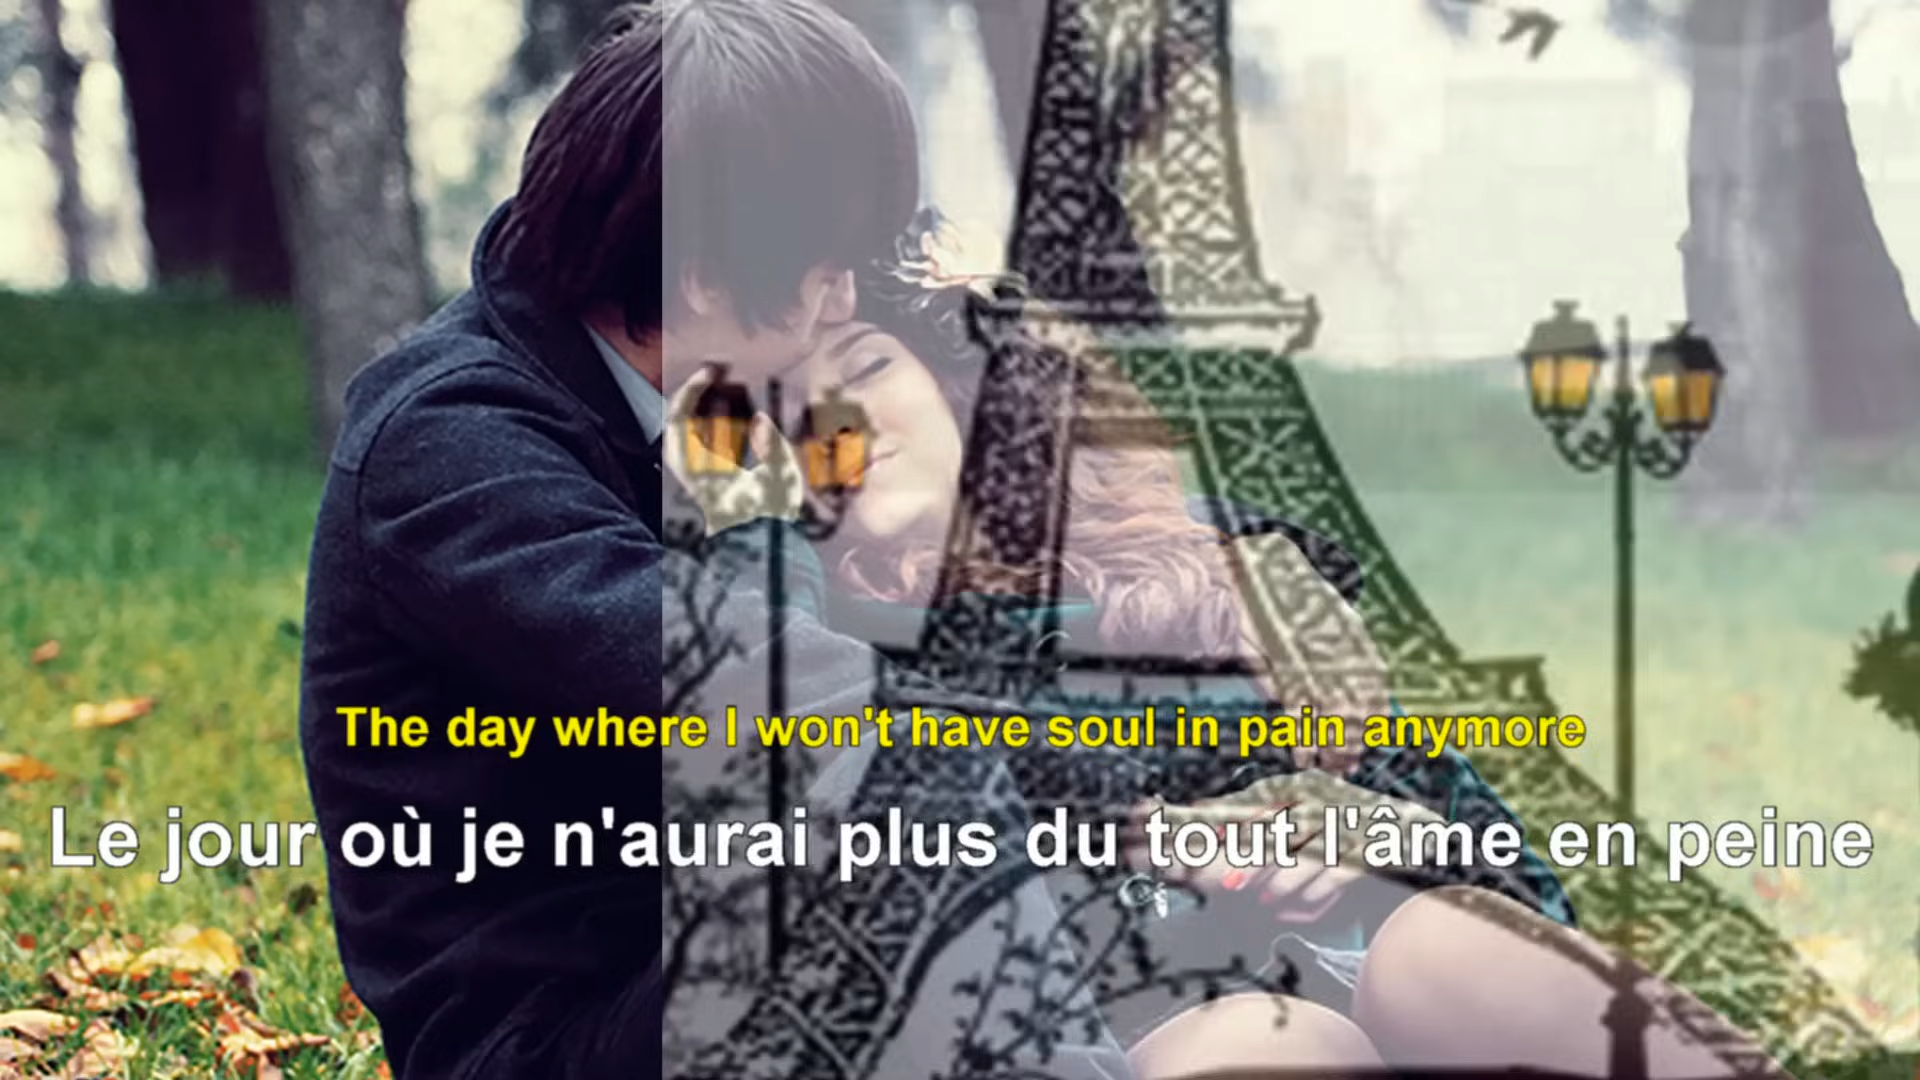 The day where I won't have soul in pain anymore
Le jour où je n'aurai plus du tout l'âme en peine